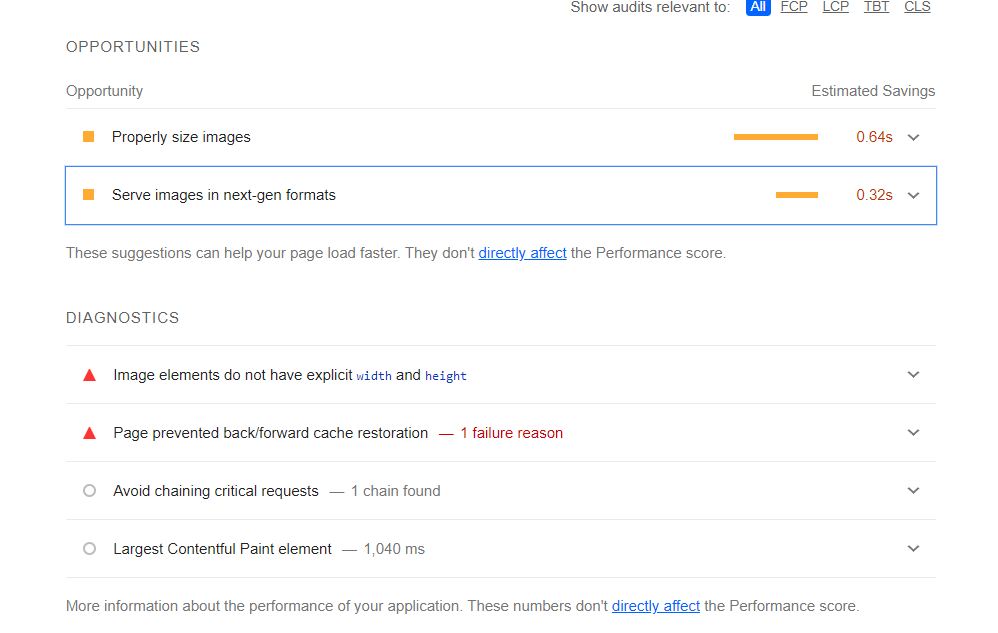 Show audits relevant to: All FCP LCP TBT CLS
OPPORTUNITIES
Opportunity Estimated Savings
Properly size images 0.64s
Serve images in next-gen formats 0.32s
These suggestions can help your page load faster. They don't directly affect the Performance score.
DIAGNOSTICS
Image elements do not have explicit width and height
Page prevented back/forward cache restoration — 1 failure reason
Avoid chaining critical requests — 1 chain found
Largest Contentful Paint element — 1,040 ms
More information about the performance of your application. These numbers don't directly affect the Performance score.